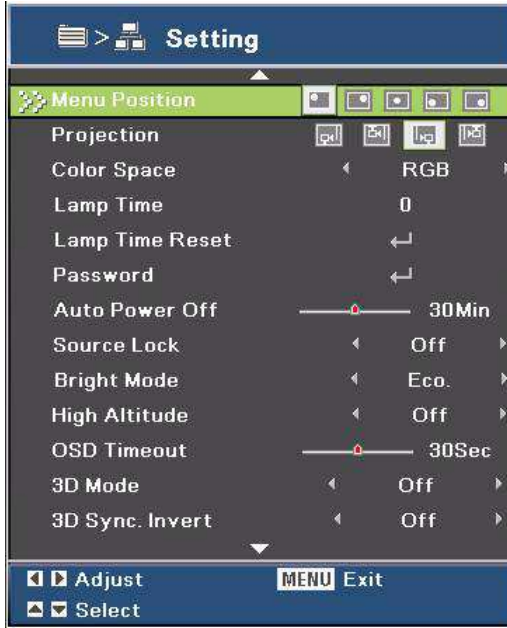 > Setting
Menu Position
Projection
Color Space RGB
Lamp Time 0
Lamp Time Reset
Password
Auto Power Off 30Min
Source Lock Off
Bright Mode Eco.
High Altitude Off
OSD Timeout 30Sec
3D Mode Off
3D Sync. Invert Off
Adjust MENU Exit
Select